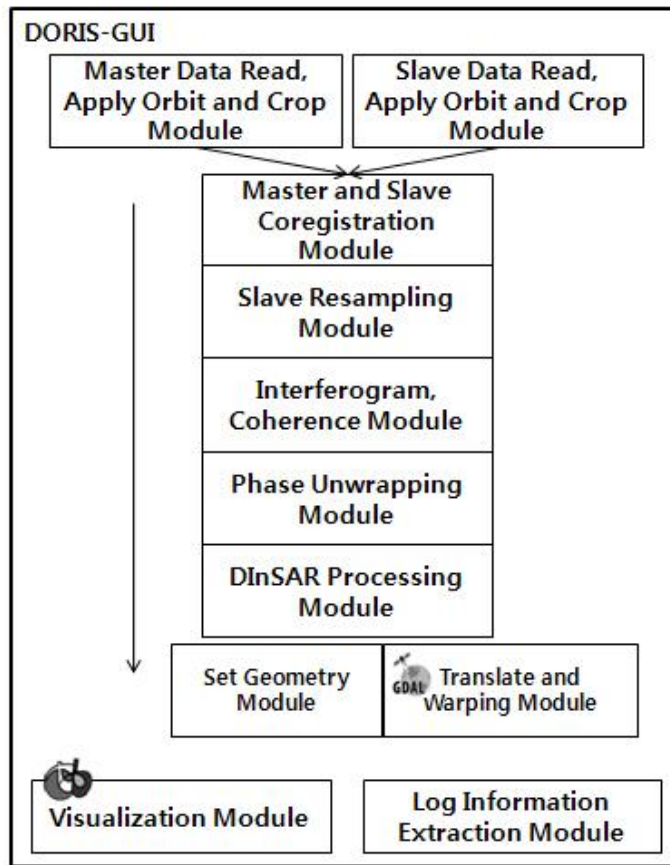 DORIS-GUI
Master Data Read,
Apply Orbit and Crop
Module
Slave Data Read,
Apply Orbit and Crop
Module
Master and Slave
Coregistration
Module
Slave Resampling
Module
Interferogram,
Coherence Module
Phase Unwrapping
Module
DInSAR Processing
Module
Set Geometry
Module
GDAL
Translate and
Warping Module
Visualization Module
Log Information
Extraction Module